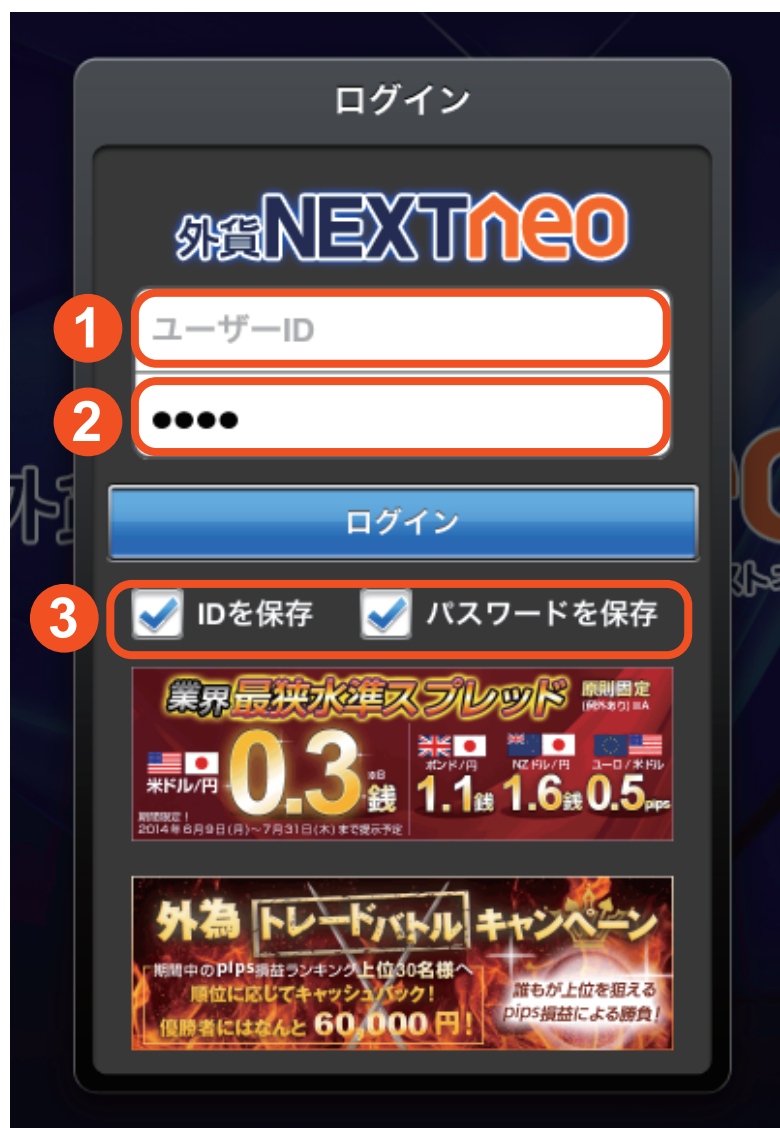 ログイン
外貨NEXTneo
1
ユーザーID
2
●●●●
ログイン
3
IDを保存 パスワードを保存
業界最狭水準スプレッド 原則固定
(例外あり)
米ドル/円 0.3銭 ※B
ポンド/円 NZドル/円 ユーロ/米ドル
1.1銭 1.6銭 0.5pips
期間限定!
2014年6月9日(月)~7月31日(木)まで提示予定
外為 トレードバトル キャンペーン
期間中のpips損益ランキング上位30名様へ
順位に応じてキャッシュバック!
優勝者にはなんと 60,000円!
誰もが上位を狙える
pips損益による勝負!